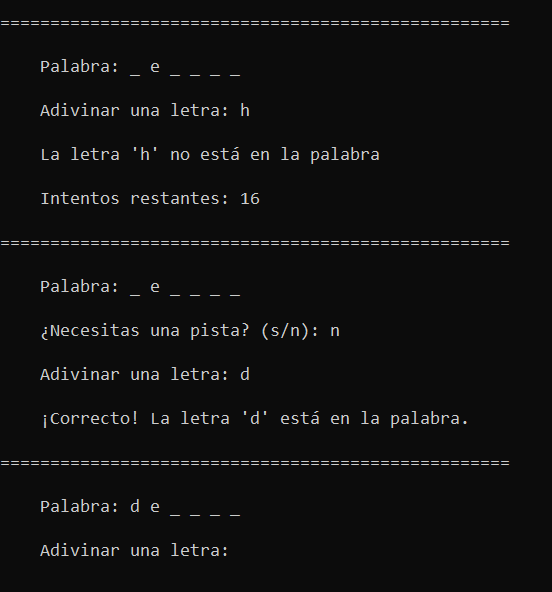 ===================================================
Palabra: _ e _ _ _ _
Adivinar una letra: h
La letra 'h' no está en la palabra
Intentos restantes: 16
===================================================
Palabra: _ e _ _ _ _
¿Necesitas una pista? (s/n): n
Adivinar una letra: d
¡Correcto! La letra 'd' está en la palabra.
===================================================
Palabra: d e _ _ _ _
Adivinar una letra: